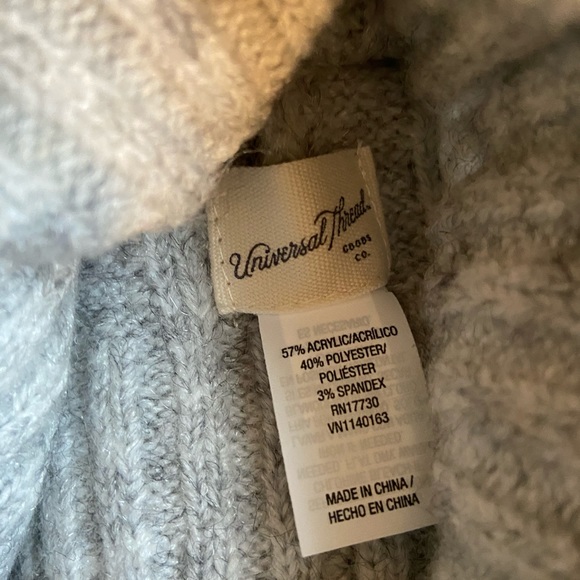 Universal Thread
GOODS
CO.
57% ACRYLIC/ACRÍLICO
40% POLYESTER/
POLIÉSTER
3% SPANDEX
RN17730
VN1140163
MADE IN CHINA /
HECHO EN CHINA